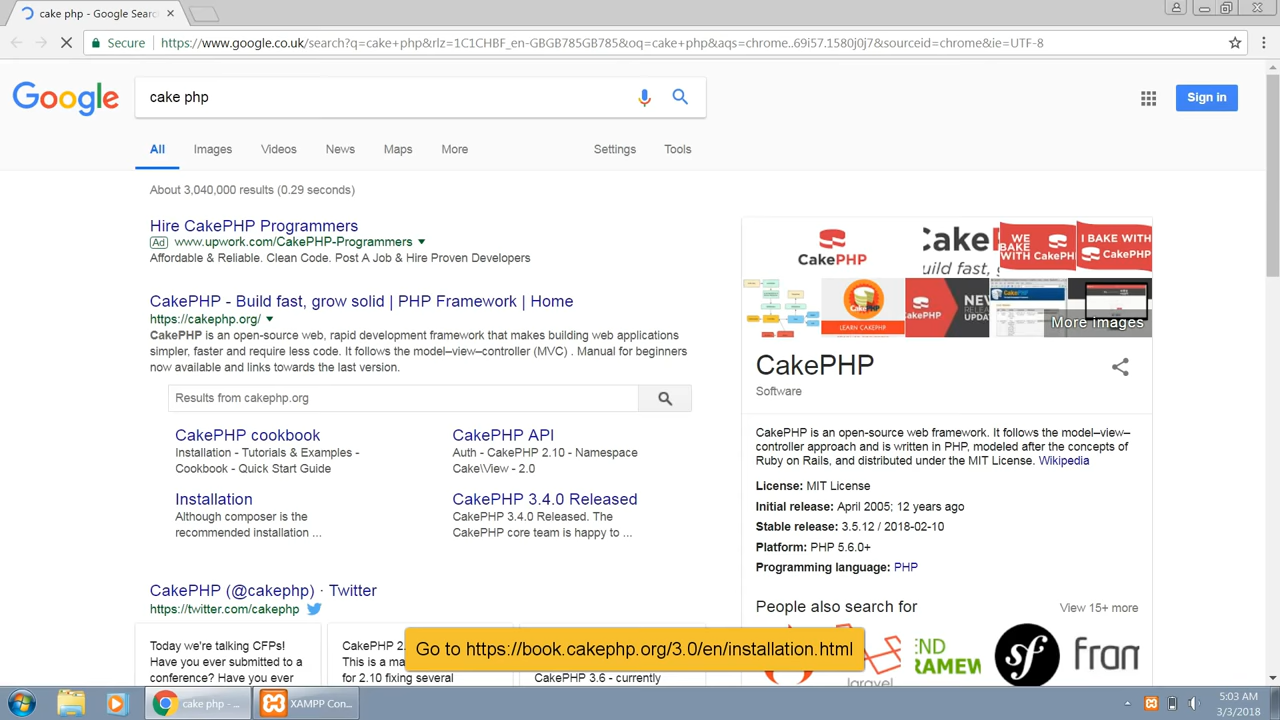 cake php - Google Searc
Secure
https://www.google.co.uk/search?q=cake+php&rlz=1C1CHBF_en-GBGB785GB785&oq=cake+php&aqs=chrome..69i57.1580j0j7&sourceid=chrome&ie=UTF-8
Google
cake php
Sign in
All Images Videos News Maps More Settings Tools
About 3,040,000 results (0.29 seconds)
Hire CakePHP Programmers
Ad www.upwork.com/CakePHP-Programmers
Affordable & Reliable. Clean Code. Post A Job & Hire Proven Developers
CakePHP - Build fast, grow solid | PHP Framework | Home
https://cakephp.org/
CakePHP is an open-source web, rapid development framework that makes building web applications
simpler, faster and require less code. It follows the model–view–controller (MVC) . Manual for beginners
now available and links towards the last version.
Results from cakephp.org
CakePHP cookbook
Installation - Tutorials & Examples -
Cookbook - Quick Start Guide
CakePHP API
Auth - CakePHP 2.10 - Namespace
Cake\View - 2.0
Installation
Although composer is the
recommended installation ...
CakePHP 3.4.0 Released
CakePHP 3.4.0 Released. The
CakePHP core team is happy to ...
CakePHP (@cakephp) · Twitter
https://twitter.com/cakephp
Today we're talking CFPs!
Have you ever submitted to a
conference? Have you ever
CakePHP 2.
This is a ma
for 2.10 fixing several
CakePHP 3.6 - currently
CakePHP
Cake
uild fast,
WE
BAKE
WITH CakePH
I BAKE WITH
CakePHP
LEARN CAKEPHP
CakePHP
NEW
RELEAS
UPDAT
More images
CakePHP
Software
CakePHP is an open-source web framework. It follows the model–view–
controller approach and is written in PHP, modeled after the concepts of
Ruby on Rails, and distributed under the MIT License. Wikipedia
License: MIT License
Initial release: April 2005; 12 years ago
Stable release: 3.5.12 / 2018-02-10
Platform: PHP 5.6.0+
Programming language: PHP
People also search for
View 15+ more
laravel
END
RAMEW
sf
fram
Go to https://book.cakephp.org/3.0/en/installation.html
cake php - ...
XAMPP Con...
5:03 AM
3/3/2018